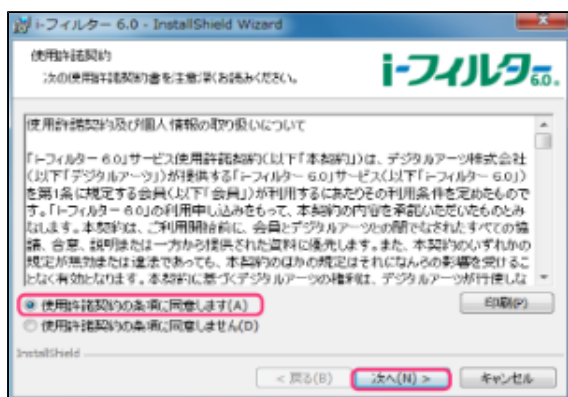 i-フィルター 6.0 - InstallShield Wizard
使用許諾契約
次の使用許諾契約書を注意深くお読みください。
i-フィルター 6.0.
使用許諾契約及び個人情報の取り扱いについて
「i-フィルター 6.0」サービス使用許諾契約(以下「本契約」)は、デジタルアーツ株式会社
(以下「デジタルアーツ」)が提供する「i-フィルター 6.0」サービス(以下「i-フィルター 6.0」)
を第1条に規定する会員(以下「会員」)が利用するにあたりその利用条件を定めたもので
す。「i-フィルター 6.0」の利用申し込みをもって、本契約の内容を承諾いただいたものとみ
なします。本契約は、ご利用開始前に、会員とデジタルアーツとの間でなされたすべての協
議、合意、説明または一方から提供された資料に優先します。また、本契約のいずれかの
規定が無効または違法であっても、本契約のほかの規定はそれになんらの影響を受けるこ
となく有効となります。本契約に基づくデジタルアーツの権利は、デジタルアーツが行使しな
使用許諾契約の条項に同意します(A)
印刷(P)
使用許諾契約の条項に同意しません(D)
InstallShield
< 戻る(B)
次へ(N) >
キャンセル